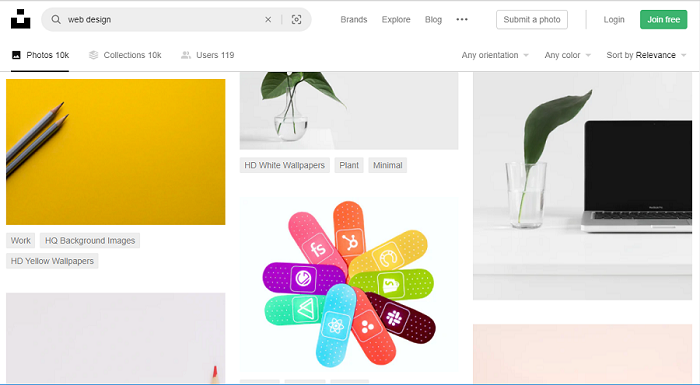 web design
Brands Explore Blog
Submit a photo
Login
Join free
Photos 10k
Collections 10k
Users 119
Any orientation
Any color
Sort by Relevance
HD White Wallpapers Plant Minimal
Work HQ Background Images
HD Yellow Wallpapers
fs